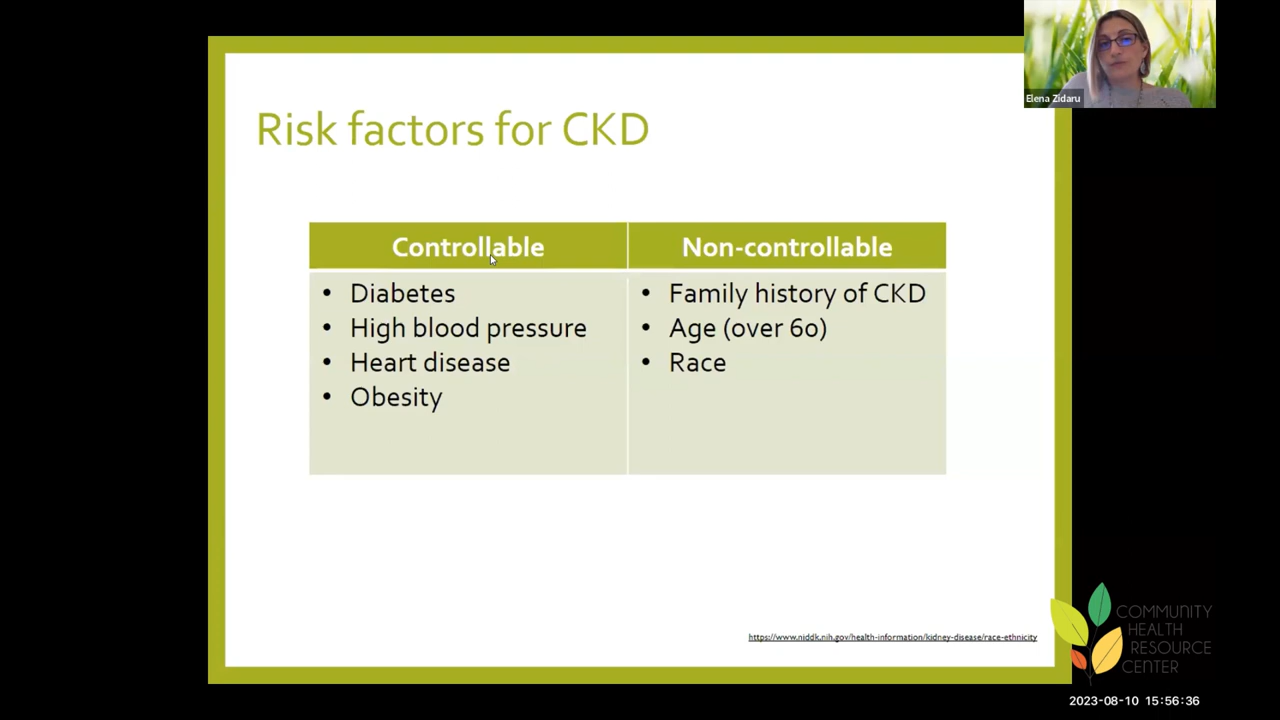 Elena Zidaru
Risk factors for CKD
Controllable
Non-controllable
• Diabetes
• High blood pressure
• Heart disease
• Obesity
• Family history of CKD
• Age (over 60)
• Race
https://www.niddk.nih.gov/health-information/kidney-disease/race-ethnicity
COMMUNITY
HEALTH
RESOURCE
CENTER
2023-08-10 15:56:36